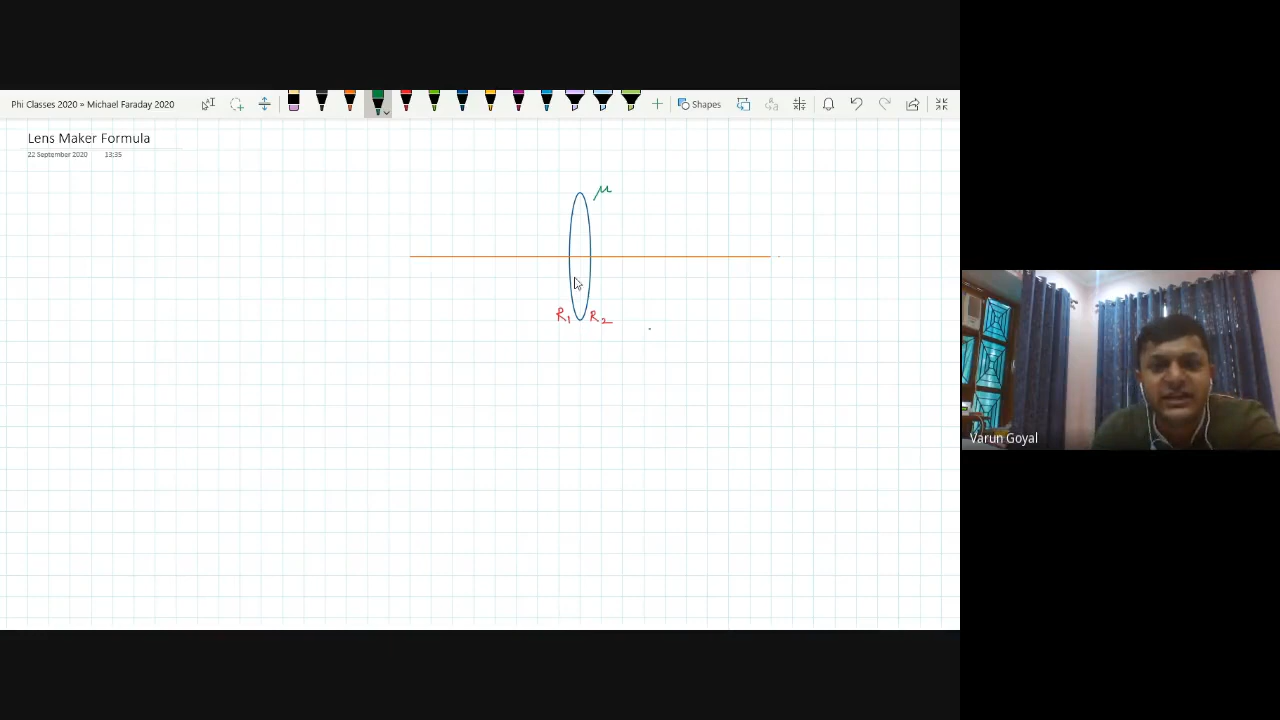 Phi Classes 2020 » Michael Faraday 2020
Shapes
Lens Maker Formula
22 September 2020 13:35
μ
R1 R2
Varun Goyal